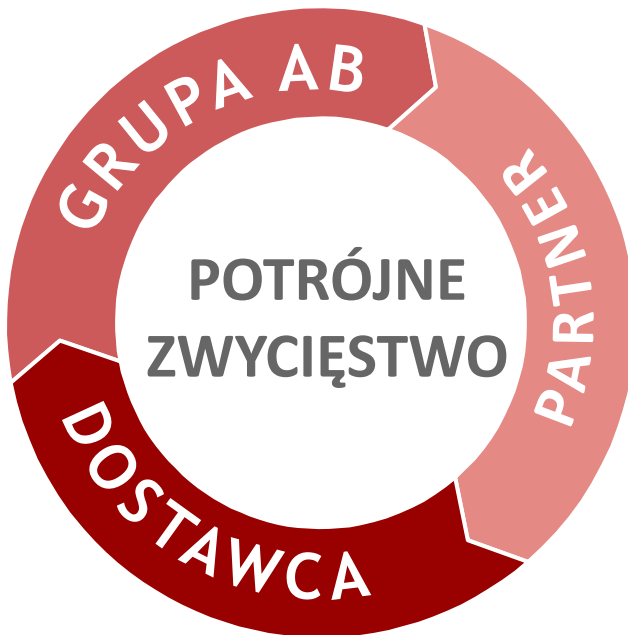 GRUPA AB
PARTNER
POTRÓJNE
ZWYCIĘSTWO
DOSTAWCA